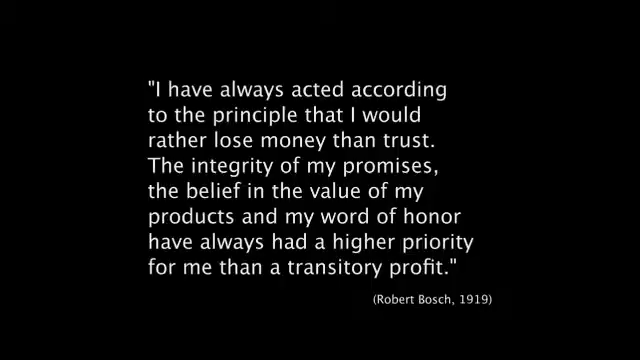 "I have always acted according
to the principle that I would
rather lose money than trust.
The integrity of my promises,
the belief in the value of my
products and my word of honor
have always had a higher priority
for me than a transitory profit."
(Robert Bosch, 1919)